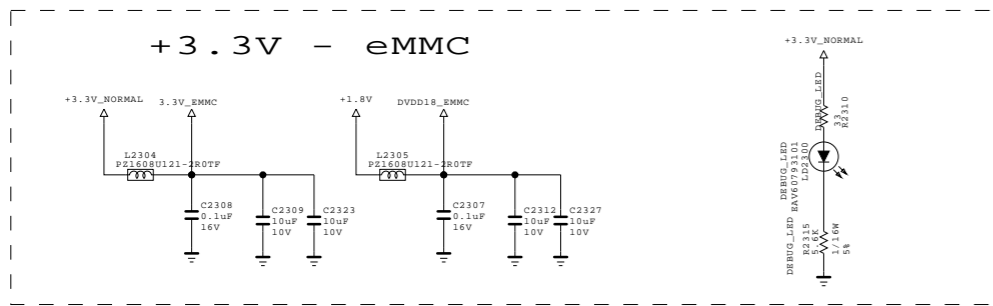 +3.3V - eMMC
+3.3V_NORMAL
3.3V_EMMC
L2304
PZ1608U121-2R0TF
C2308
0.1uF
16V
C2309
10uF
10V
C2323
10uF
10V
+1.8V
DVDD18_EMMC
L2305
PZ1608U121-2R0TF
C2307
0.1uF
16V
C2312
10uF
10V
C2327
10uF
10V
+3.3V_NORMAL
DEBUG_LED
33
R2310
DEBUG_LED
EAV60793101
LD2300
DEBUG_LED
R2315
5.6K
1/16W
5%